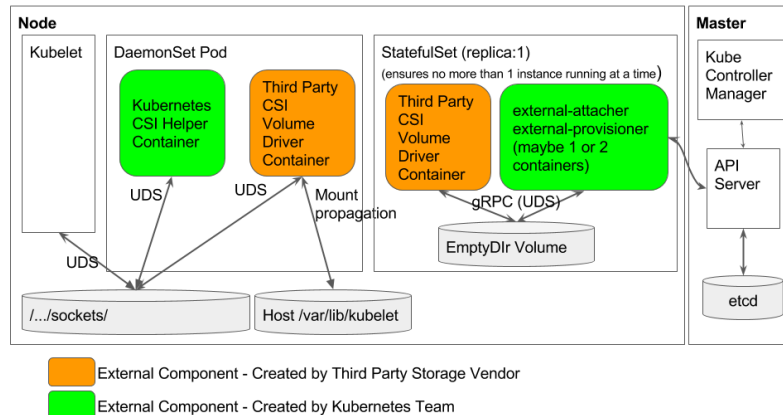 Node
Master
Kubelet
DaemonSet Pod
StatefulSet (replica:1)
(ensures no more than 1 instance running at a time)
Kube
Controller
Manager
Kubernetes
CSI Helper
Container
Third Party
CSI
Volume
Driver
Container
Third Party
CSI
Volume
Driver
Container
external-attacher
external-provisioner
(maybe 1 or 2
containers)
API
Server
UDS
UDS
Mount
propagation
gRPC (UDS)
UDS
EmptyDIr Volume
/.../sockets/
Host /var/lib/kubelet
etcd
External Component - Created by Third Party Storage Vendor
External Component - Created by Kubernetes Team